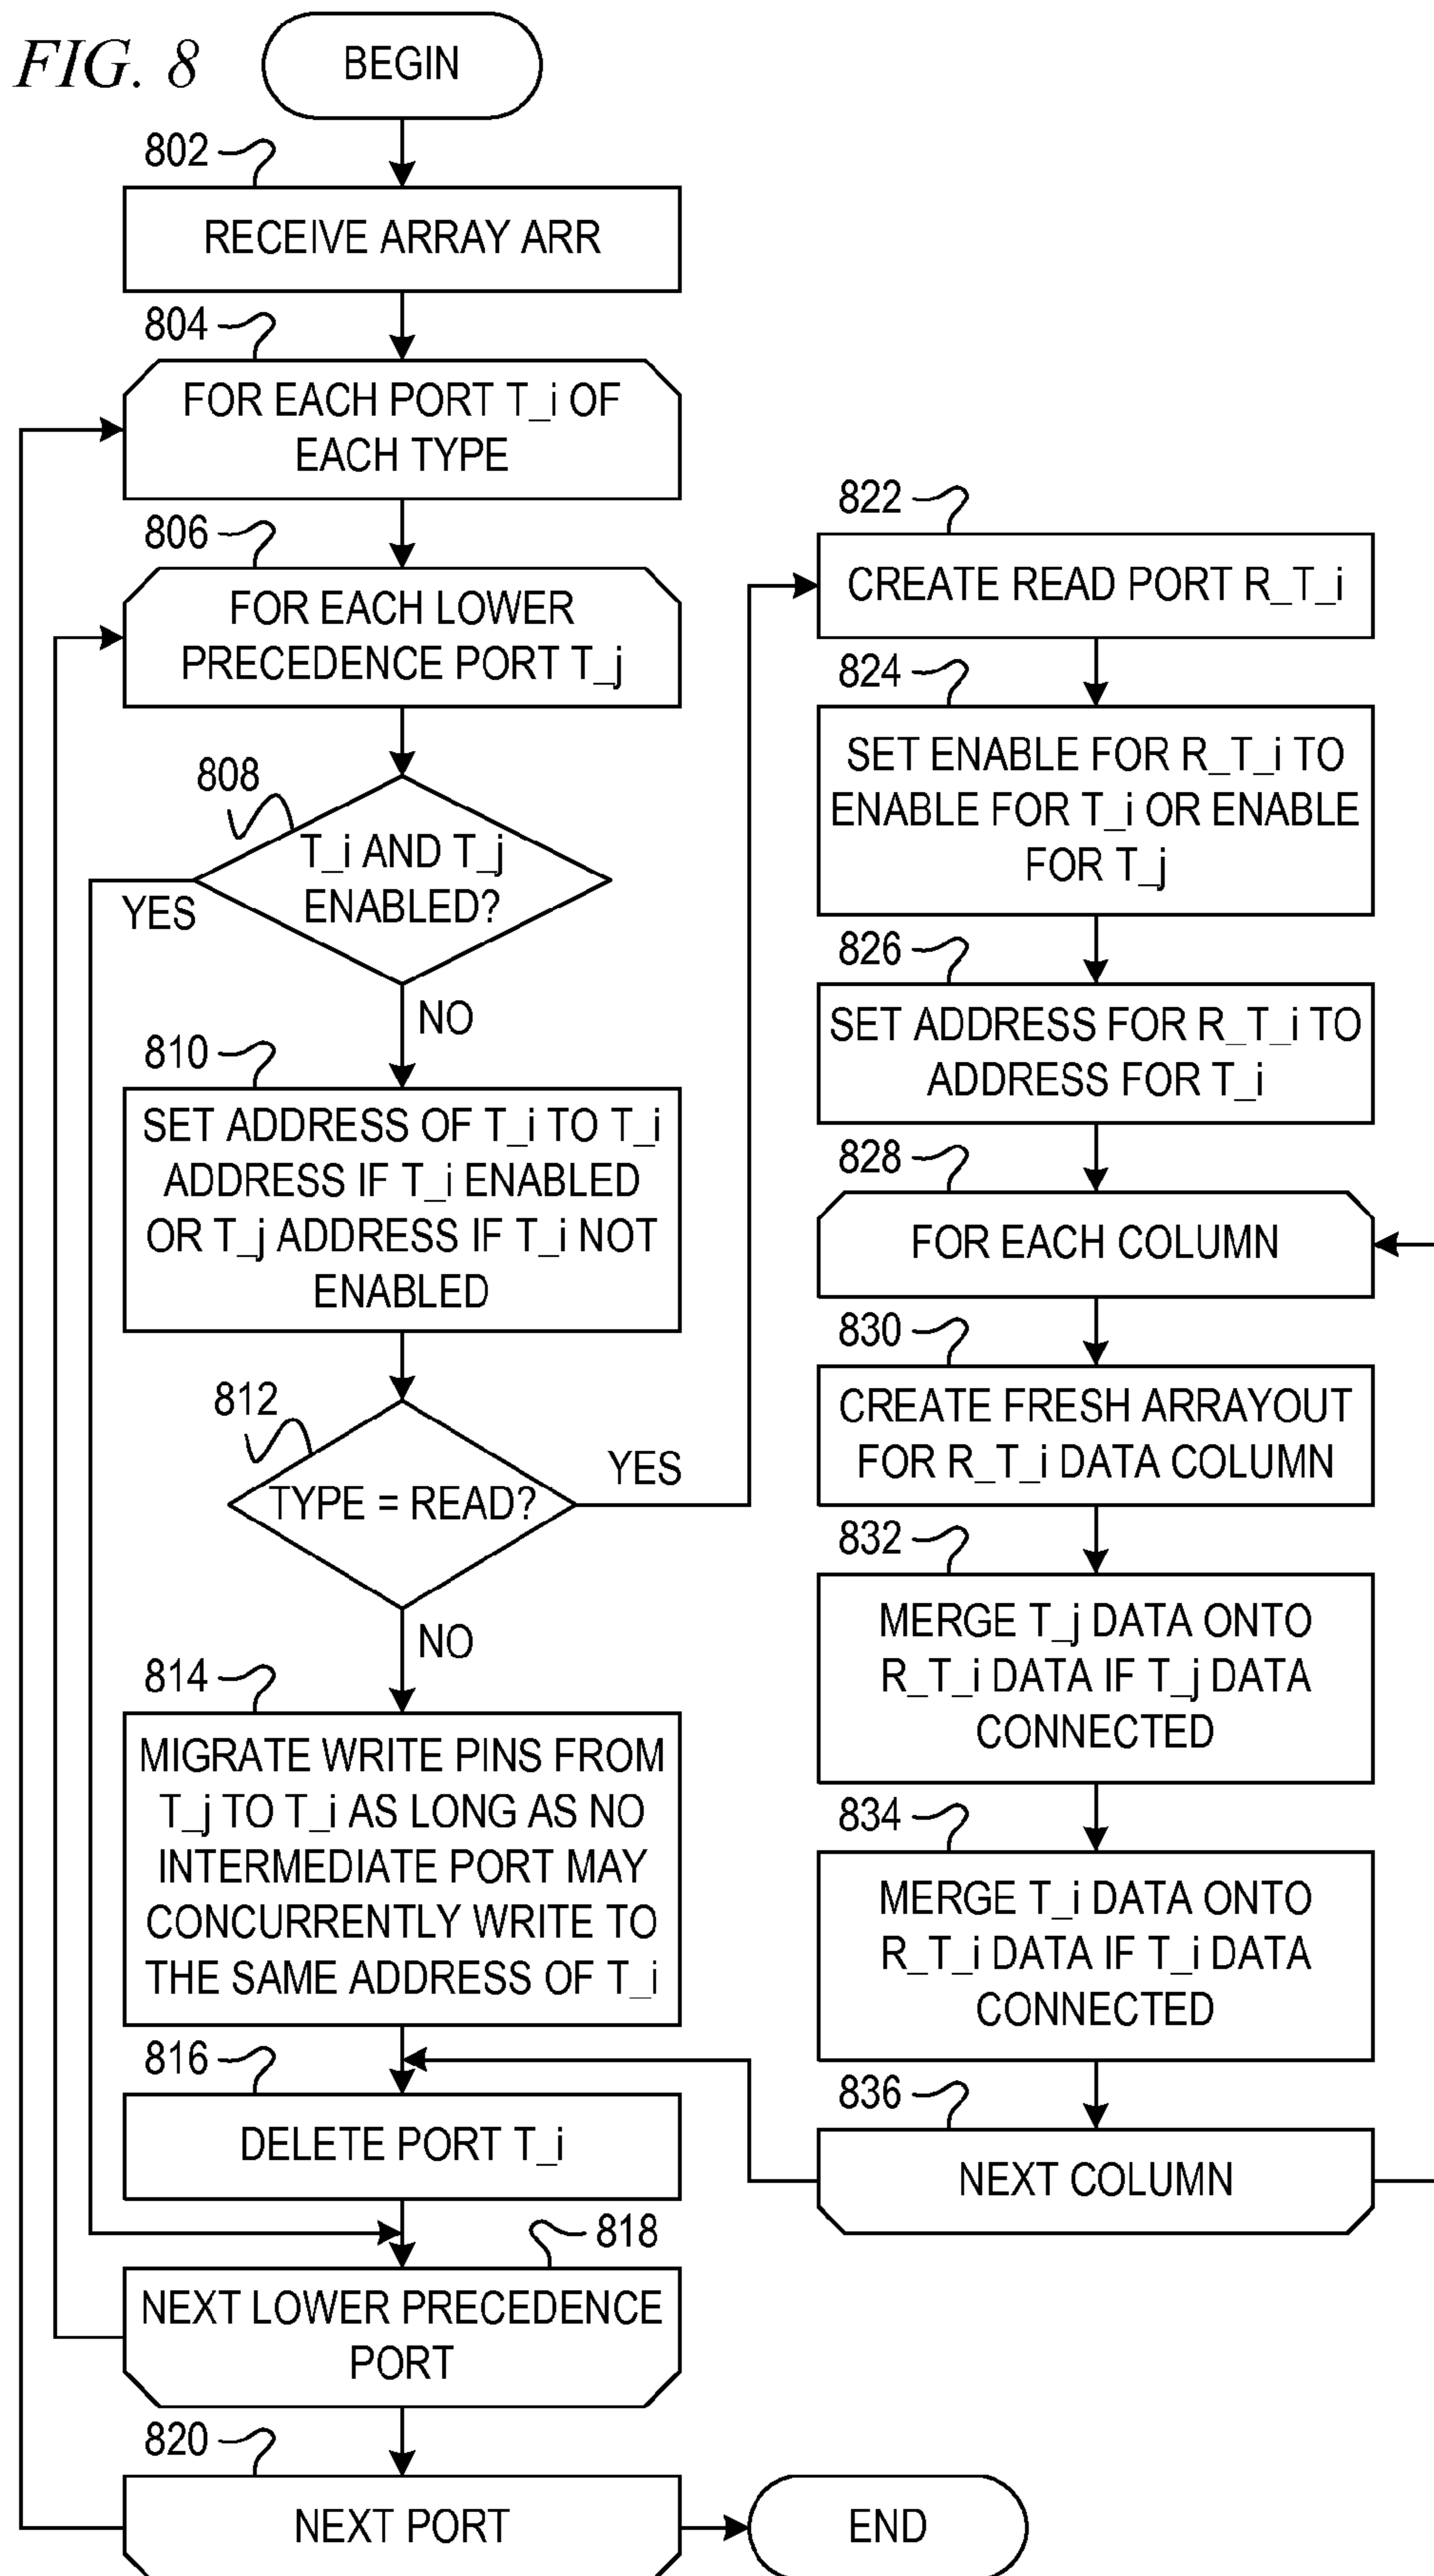 FIG. 8
BEGIN
802
RECEIVE ARRAY ARR
804
FOR EACH PORT T_i OF
EACH TYPE
806
FOR EACH LOWER
PRECEDENCE PORT T_j
808
T_i AND T_j
ENABLED?
YES
NO
810
SET ADDRESS OF T_i TO T_i
ADDRESS IF T_i ENABLED
OR T_j ADDRESS IF T_i NOT
ENABLED
812
TYPE = READ?
YES
NO
814
MIGRATE WRITE PINS FROM
T_j TO T_i AS LONG AS NO
INTERMEDIATE PORT MAY
CONCURRENTLY WRITE TO
THE SAME ADDRESS OF T_i
816
DELETE PORT T_i
818
NEXT LOWER PRECEDENCE
PORT
820
NEXT PORT
END
822
CREATE READ PORT R_T_i
824
SET ENABLE FOR R_T_i TO
ENABLE FOR T_i OR ENABLE
FOR T_j
826
SET ADDRESS FOR R_T_i TO
ADDRESS FOR T_i
828
FOR EACH COLUMN
830
CREATE FRESH ARRAYOUT
FOR R_T_i DATA COLUMN
832
MERGE T_j DATA ONTO
R_T_i DATA IF T_j DATA
CONNECTED
834
MERGE T_i DATA ONTO
R_T_i DATA IF T_i DATA
CONNECTED
836
NEXT COLUMN